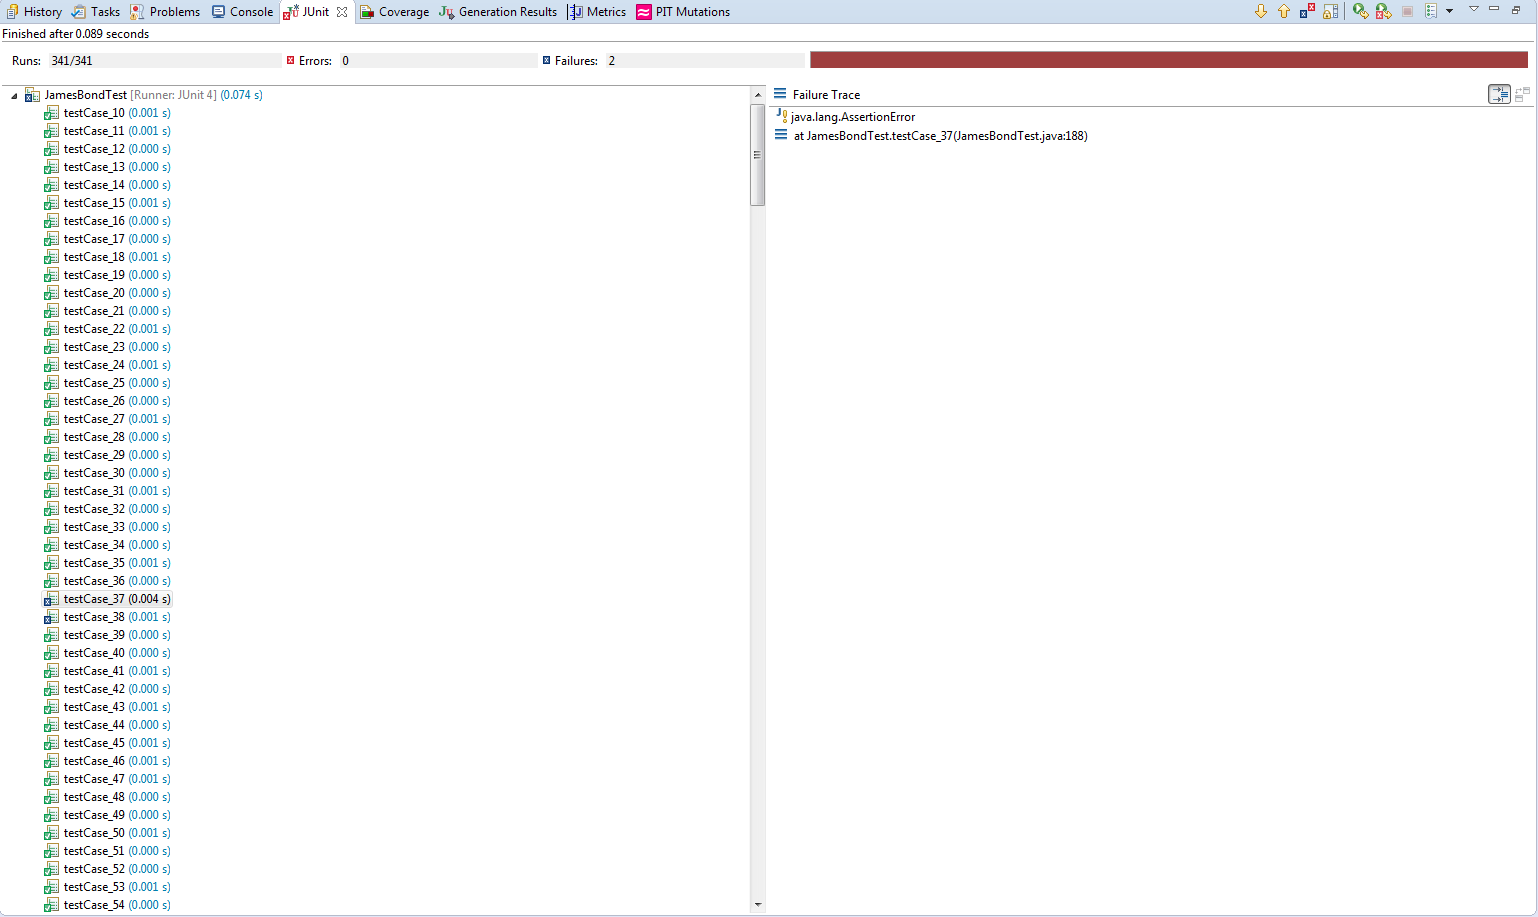 History Tasks Problems Console JUnit Coverage Generation Results Metrics PIT Mutations
Finished after 0.089 seconds
Runs: 341/341 Errors: 0 Failures: 2
JamesBondTest [Runner: JUnit 4] (0.074 s)
testCase_10 (0.001 s)
testCase_11 (0.001 s)
testCase_12 (0.000 s)
testCase_13 (0.000 s)
testCase_14 (0.000 s)
testCase_15 (0.001 s)
testCase_16 (0.000 s)
testCase_17 (0.000 s)
testCase_18 (0.001 s)
testCase_19 (0.000 s)
testCase_20 (0.000 s)
testCase_21 (0.000 s)
testCase_22 (0.001 s)
testCase_23 (0.000 s)
testCase_24 (0.001 s)
testCase_25 (0.000 s)
testCase_26 (0.000 s)
testCase_27 (0.001 s)
testCase_28 (0.000 s)
testCase_29 (0.000 s)
testCase_30 (0.000 s)
testCase_31 (0.001 s)
testCase_32 (0.000 s)
testCase_33 (0.000 s)
testCase_34 (0.000 s)
testCase_35 (0.001 s)
testCase_36 (0.000 s)
testCase_37 (0.004 s)
testCase_38 (0.001 s)
testCase_39 (0.000 s)
testCase_40 (0.000 s)
testCase_41 (0.001 s)
testCase_42 (0.000 s)
testCase_43 (0.001 s)
testCase_44 (0.000 s)
testCase_45 (0.001 s)
testCase_46 (0.001 s)
testCase_47 (0.001 s)
testCase_48 (0.000 s)
testCase_49 (0.000 s)
testCase_50 (0.001 s)
testCase_51 (0.000 s)
testCase_52 (0.000 s)
testCase_53 (0.001 s)
testCase_54 (0.000 s)
Failure Trace
java.lang.AssertionError
at JamesBondTest.testCase_37(JamesBondTest.java:188)